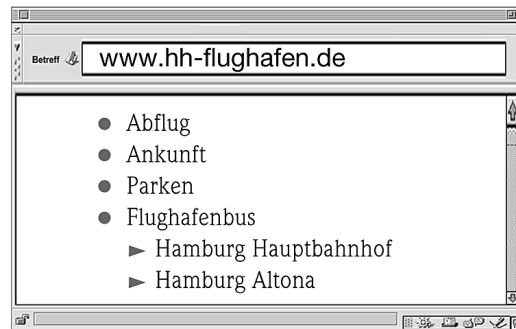 Betreff www.hh-flughafen.de
Abflug
Ankunft
Parken
Flughafenbus
Hamburg Hauptbahnhof
Hamburg Altona